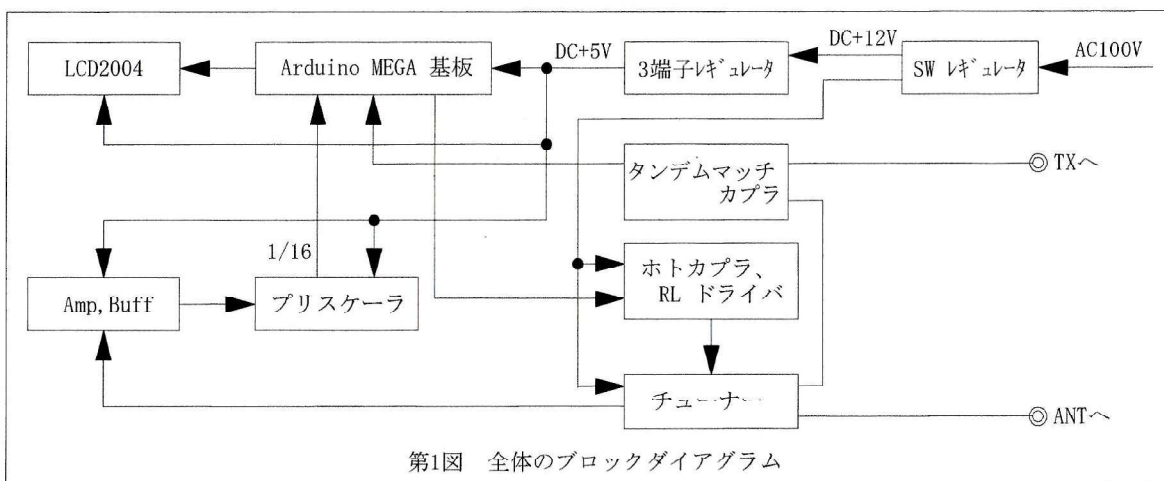 LCD2004
Arduino MEGA 基板
DC+5V
3端子レギュレータ
DC+12V
SW レギュレータ
AC100V
タンデムマッチ
カプラ
TXへ
1/16
Amp,Buff
プリスケーラ
ホトカプラ、
RL ドライバ
チューナー
ANTへ
第1図 全体のブロックダイアグラム